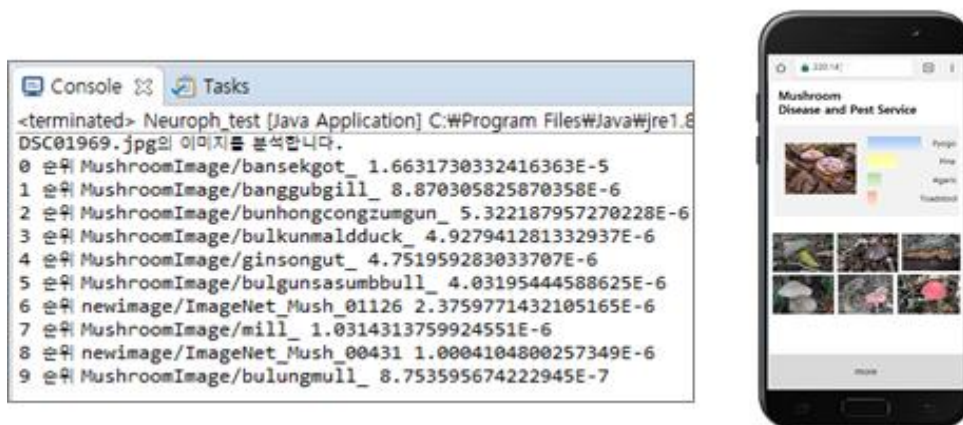 Console Tasks
<terminated> Neuroph_test [Java Application] C:₩Program Files₩Java₩jre1.8
DSC01969.jpg의 이미지를 분석합니다.
0 순위 MushroomImage/bansekgot_ 1.6631730332416363E-5
1 순위 MushroomImage/banggubgill_ 8.870305825870358E-6
2 순위 MushroomImage/bunhongcongzumgun_ 5.322187957270228E-6
3 순위 MushroomImage/bulkunmaldduck_ 4.927941281332937E-6
4 순위 MushroomImage/ginsongut_ 4.751959283033707E-6
5 순위 MushroomImage/bulgunsasumbbull_ 4.03195444588625E-6
6 순위 newimage/ImageNet_Mush_01126 2.3759771432105165E-6
7 순위 MushroomImage/mill_ 1.0314313759924551E-6
8 순위 newimage/ImageNet_Mush_00431 1.0004104800257349E-6
9 순위 MushroomImage/bulungmull_ 8.753595674222945E-7
Mushroom
Disease and Pest Service
Pyogo
Pine
Agaric
Toadstool
more